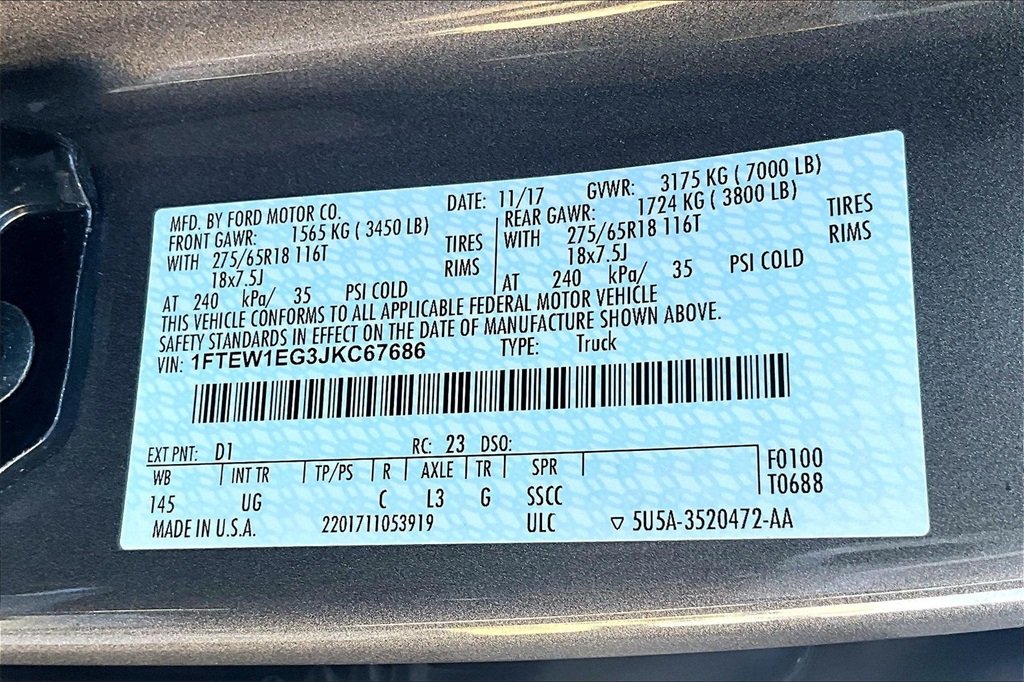 MFD. BY FORD MOTOR CO. DATE: 11/17 GVWR: 3175 KG ( 7000 LB)
FRONT GAWR: 1565 KG ( 3450 LB) REAR GAWR: 1724 KG ( 3800 LB)
WITH 275/65R18 116T TIRES WITH 275/65R18 116T TIRES
18x7.5J RIMS 18x7.5J RIMS
AT 240 kPa/ 35 PSI COLD AT 240 kPa/ 35 PSI COLD
THIS VEHICLE CONFORMS TO ALL APPLICABLE FEDERAL MOTOR VEHICLE
SAFETY STANDARDS IN EFFECT ON THE DATE OF MANUFACTURE SHOWN ABOVE.
VIN: 1FTEW1EG3JKC67686 TYPE: Truck
EXT PNT: D1 RC: 23 DSO:
WB INT TR TP/PS R AXLE TR SPR F0100
145 UG C L3 G SSCC T0688
MADE IN U.S.A. 2201711053919 ULC ▽ 5U5A-3520472-AA